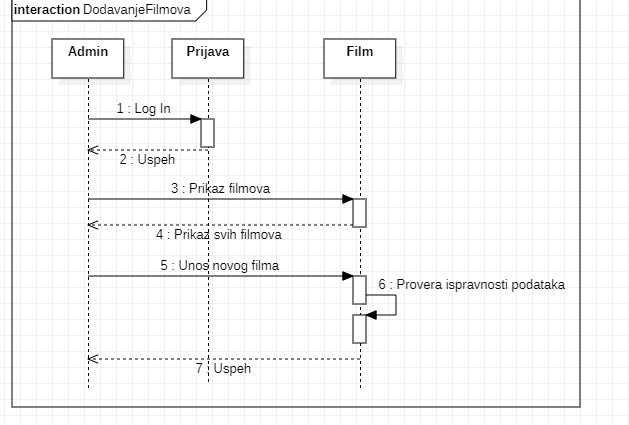 interaction DodavanjeFilmova
Admin
Prijava
Film
1 : Log In
2 : Uspeh
3 : Prikaz filmova
4 : Prikaz svih filmova
5 : Unos novog filma
6 : Provera ispravnosti podataka
7 : Uspeh